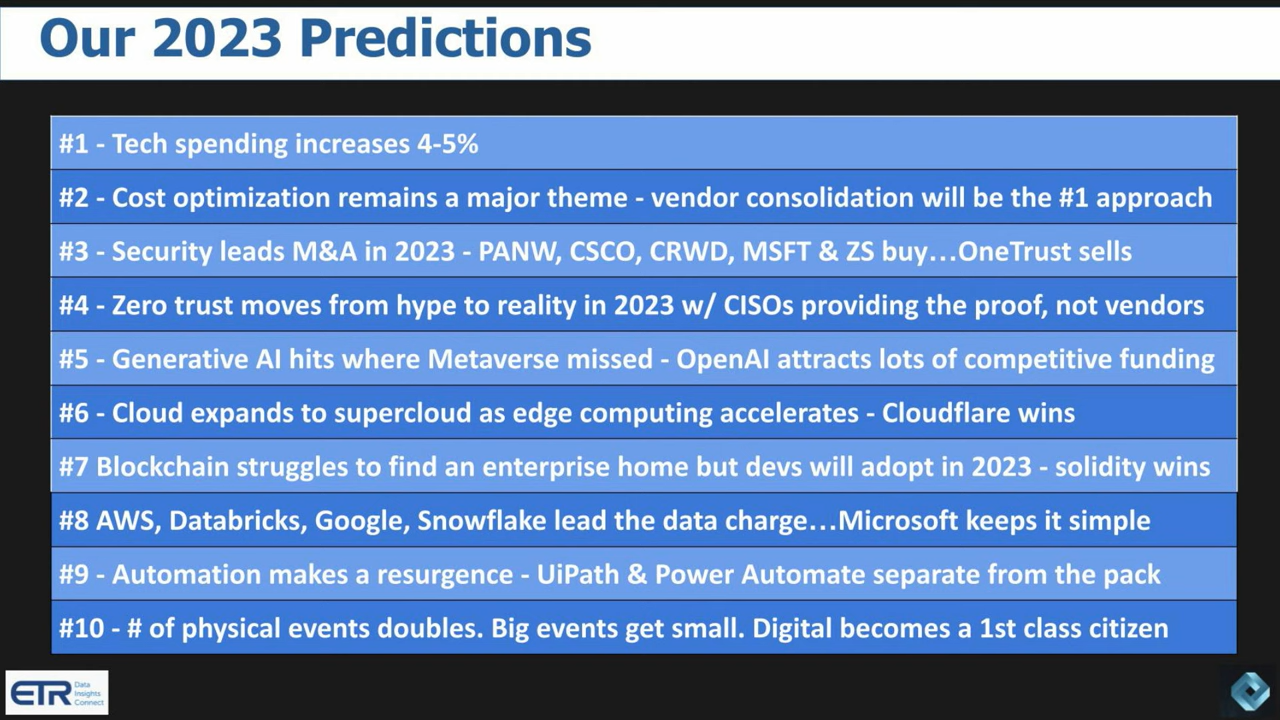 Our 2023 Predictions
#1 - Tech spending increases 4-5%
#2 - Cost optimization remains a major theme - vendor consolidation will be the #1 approach
#3 - Security leads M&A in 2023 - PANW, CSCO, CRWD, MSFT & ZS buy…OneTrust sells
#4 - Zero trust moves from hype to reality in 2023 w/ CISOs providing the proof, not vendors
#5 - Generative AI hits where Metaverse missed - OpenAI attracts lots of competitive funding
#6 - Cloud expands to supercloud as edge computing accelerates - Cloudflare wins
#7 Blockchain struggles to find an enterprise home but devs will adopt in 2023 - solidity wins
#8 AWS, Databricks, Google, Snowflake lead the data charge…Microsoft keeps it simple
#9 - Automation makes a resurgence - UiPath & Power Automate separate from the pack
#10 - # of physical events doubles. Big events get small. Digital becomes a 1st class citizen
ETR
Data
Insights
Connect